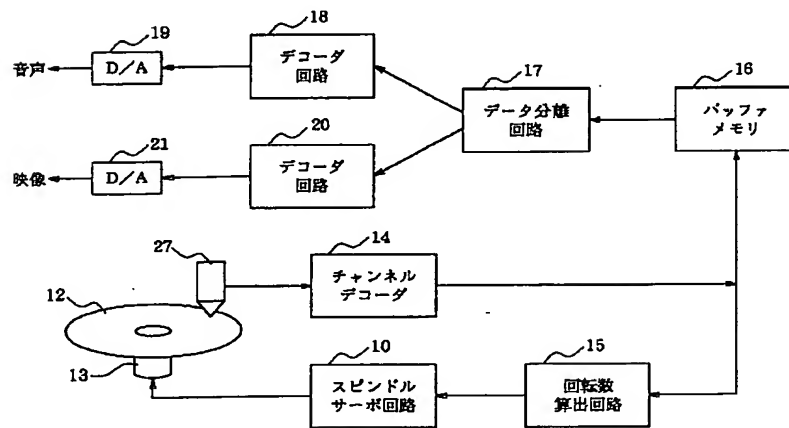 18
デコーダ
回路
19
D/A
音声
17
データ分離
回路
16
バッファ
メモリ
20
デコーダ
回路
21
D/A
映像
27
14
チャンネル
デコーダ
12
13
10
スピンドル
サーボ回路
15
回転数
算出回路